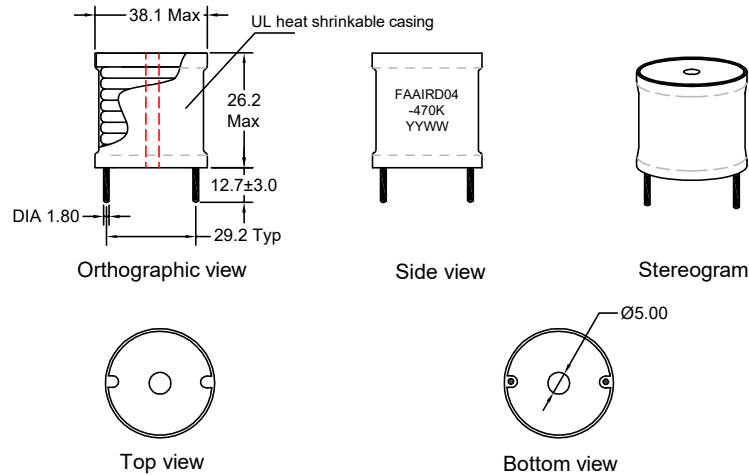 38.1 Max
UL heat shrinkable casing
26.2
Max
12.7±3.0
DIA 1.80
29.2 Typ
Orthographic view
FAAIRD04
-470K
YYWW
Side view
Stereogram
Top view
Ø5.00
Bottom view